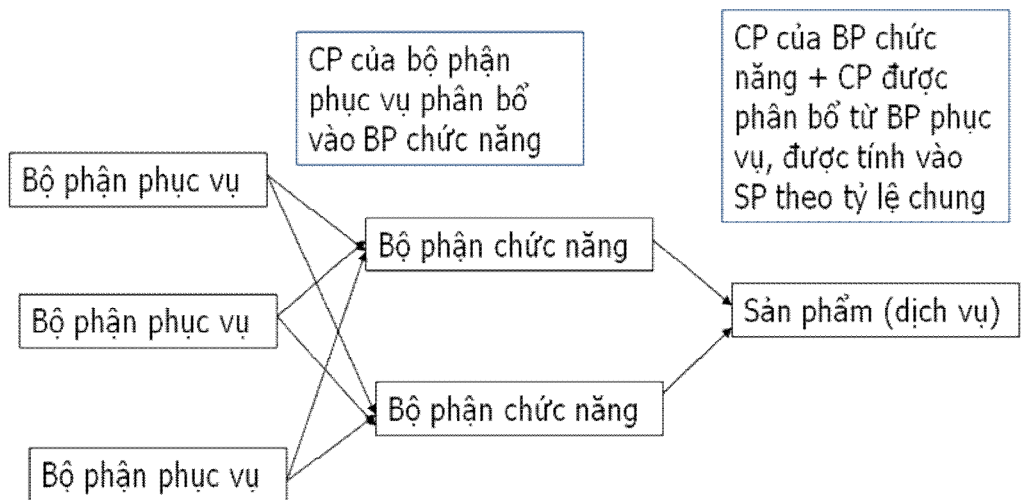 CP của bộ phận
phục vụ phân bổ
vào BP chức năng
CP của BP chức
năng + CP được
phân bổ từ BP phục
vụ, được tính vào
SP theo tỷ lệ chung
Bộ phận phục vụ
Bộ phận chức năng
Bộ phận phục vụ
Sản phẩm (dịch vụ)
Bộ phận chức năng
Bộ phận phục vụ